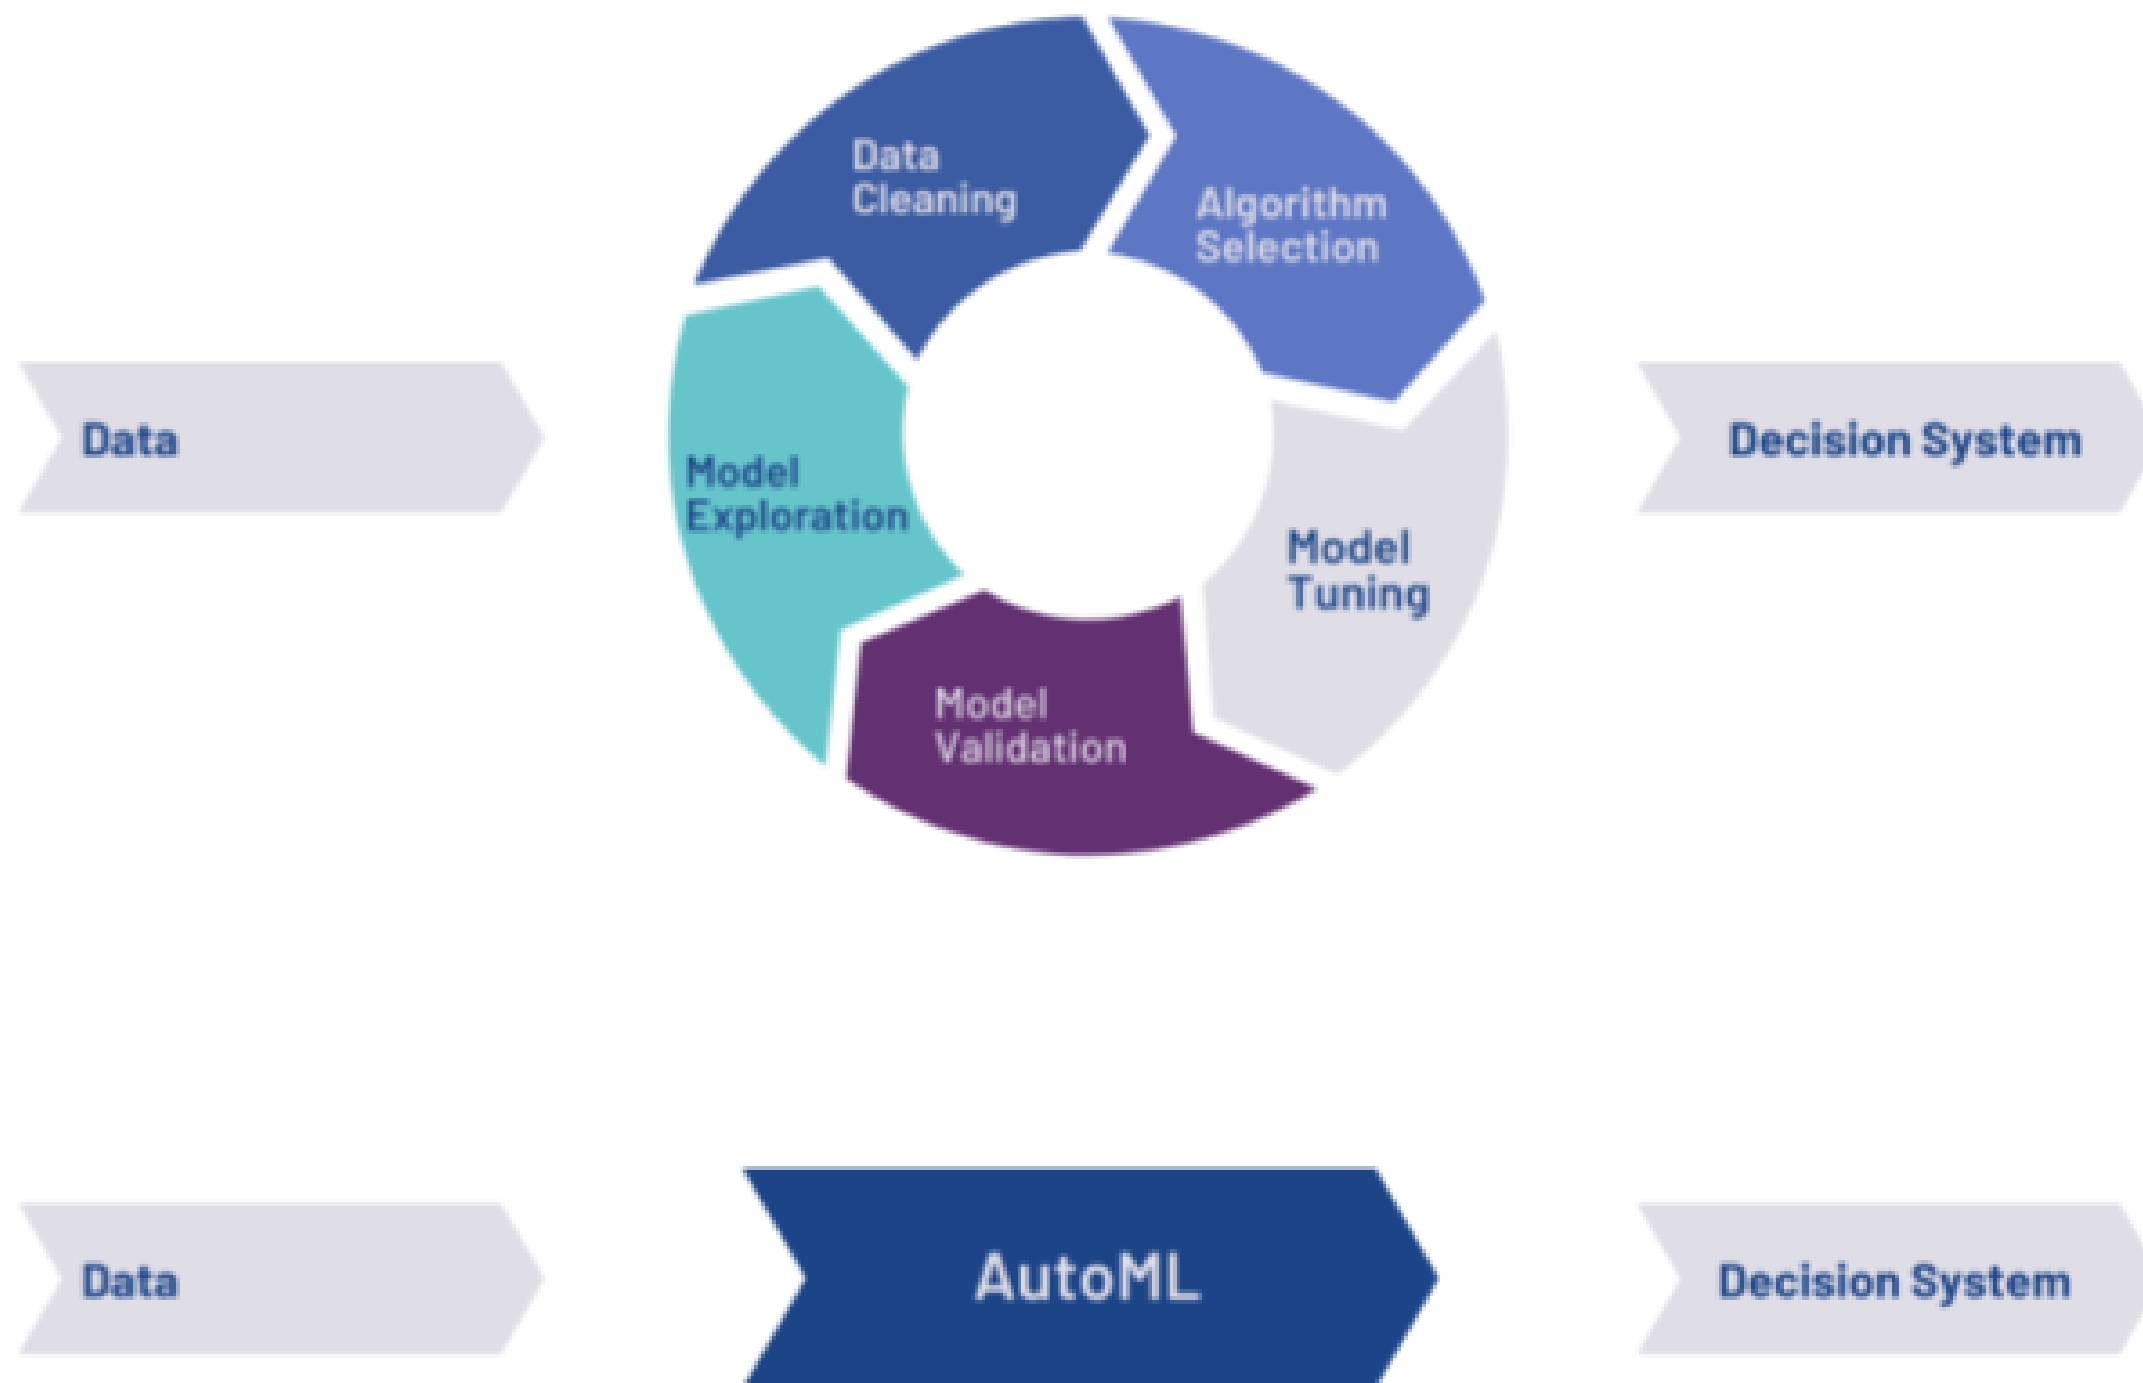 Data
Cleaning
Algorithm
Selection
Data
Decision System
Model
Exploration
Model
Tuning
Model
Validation
Data
AutoML
Decision System